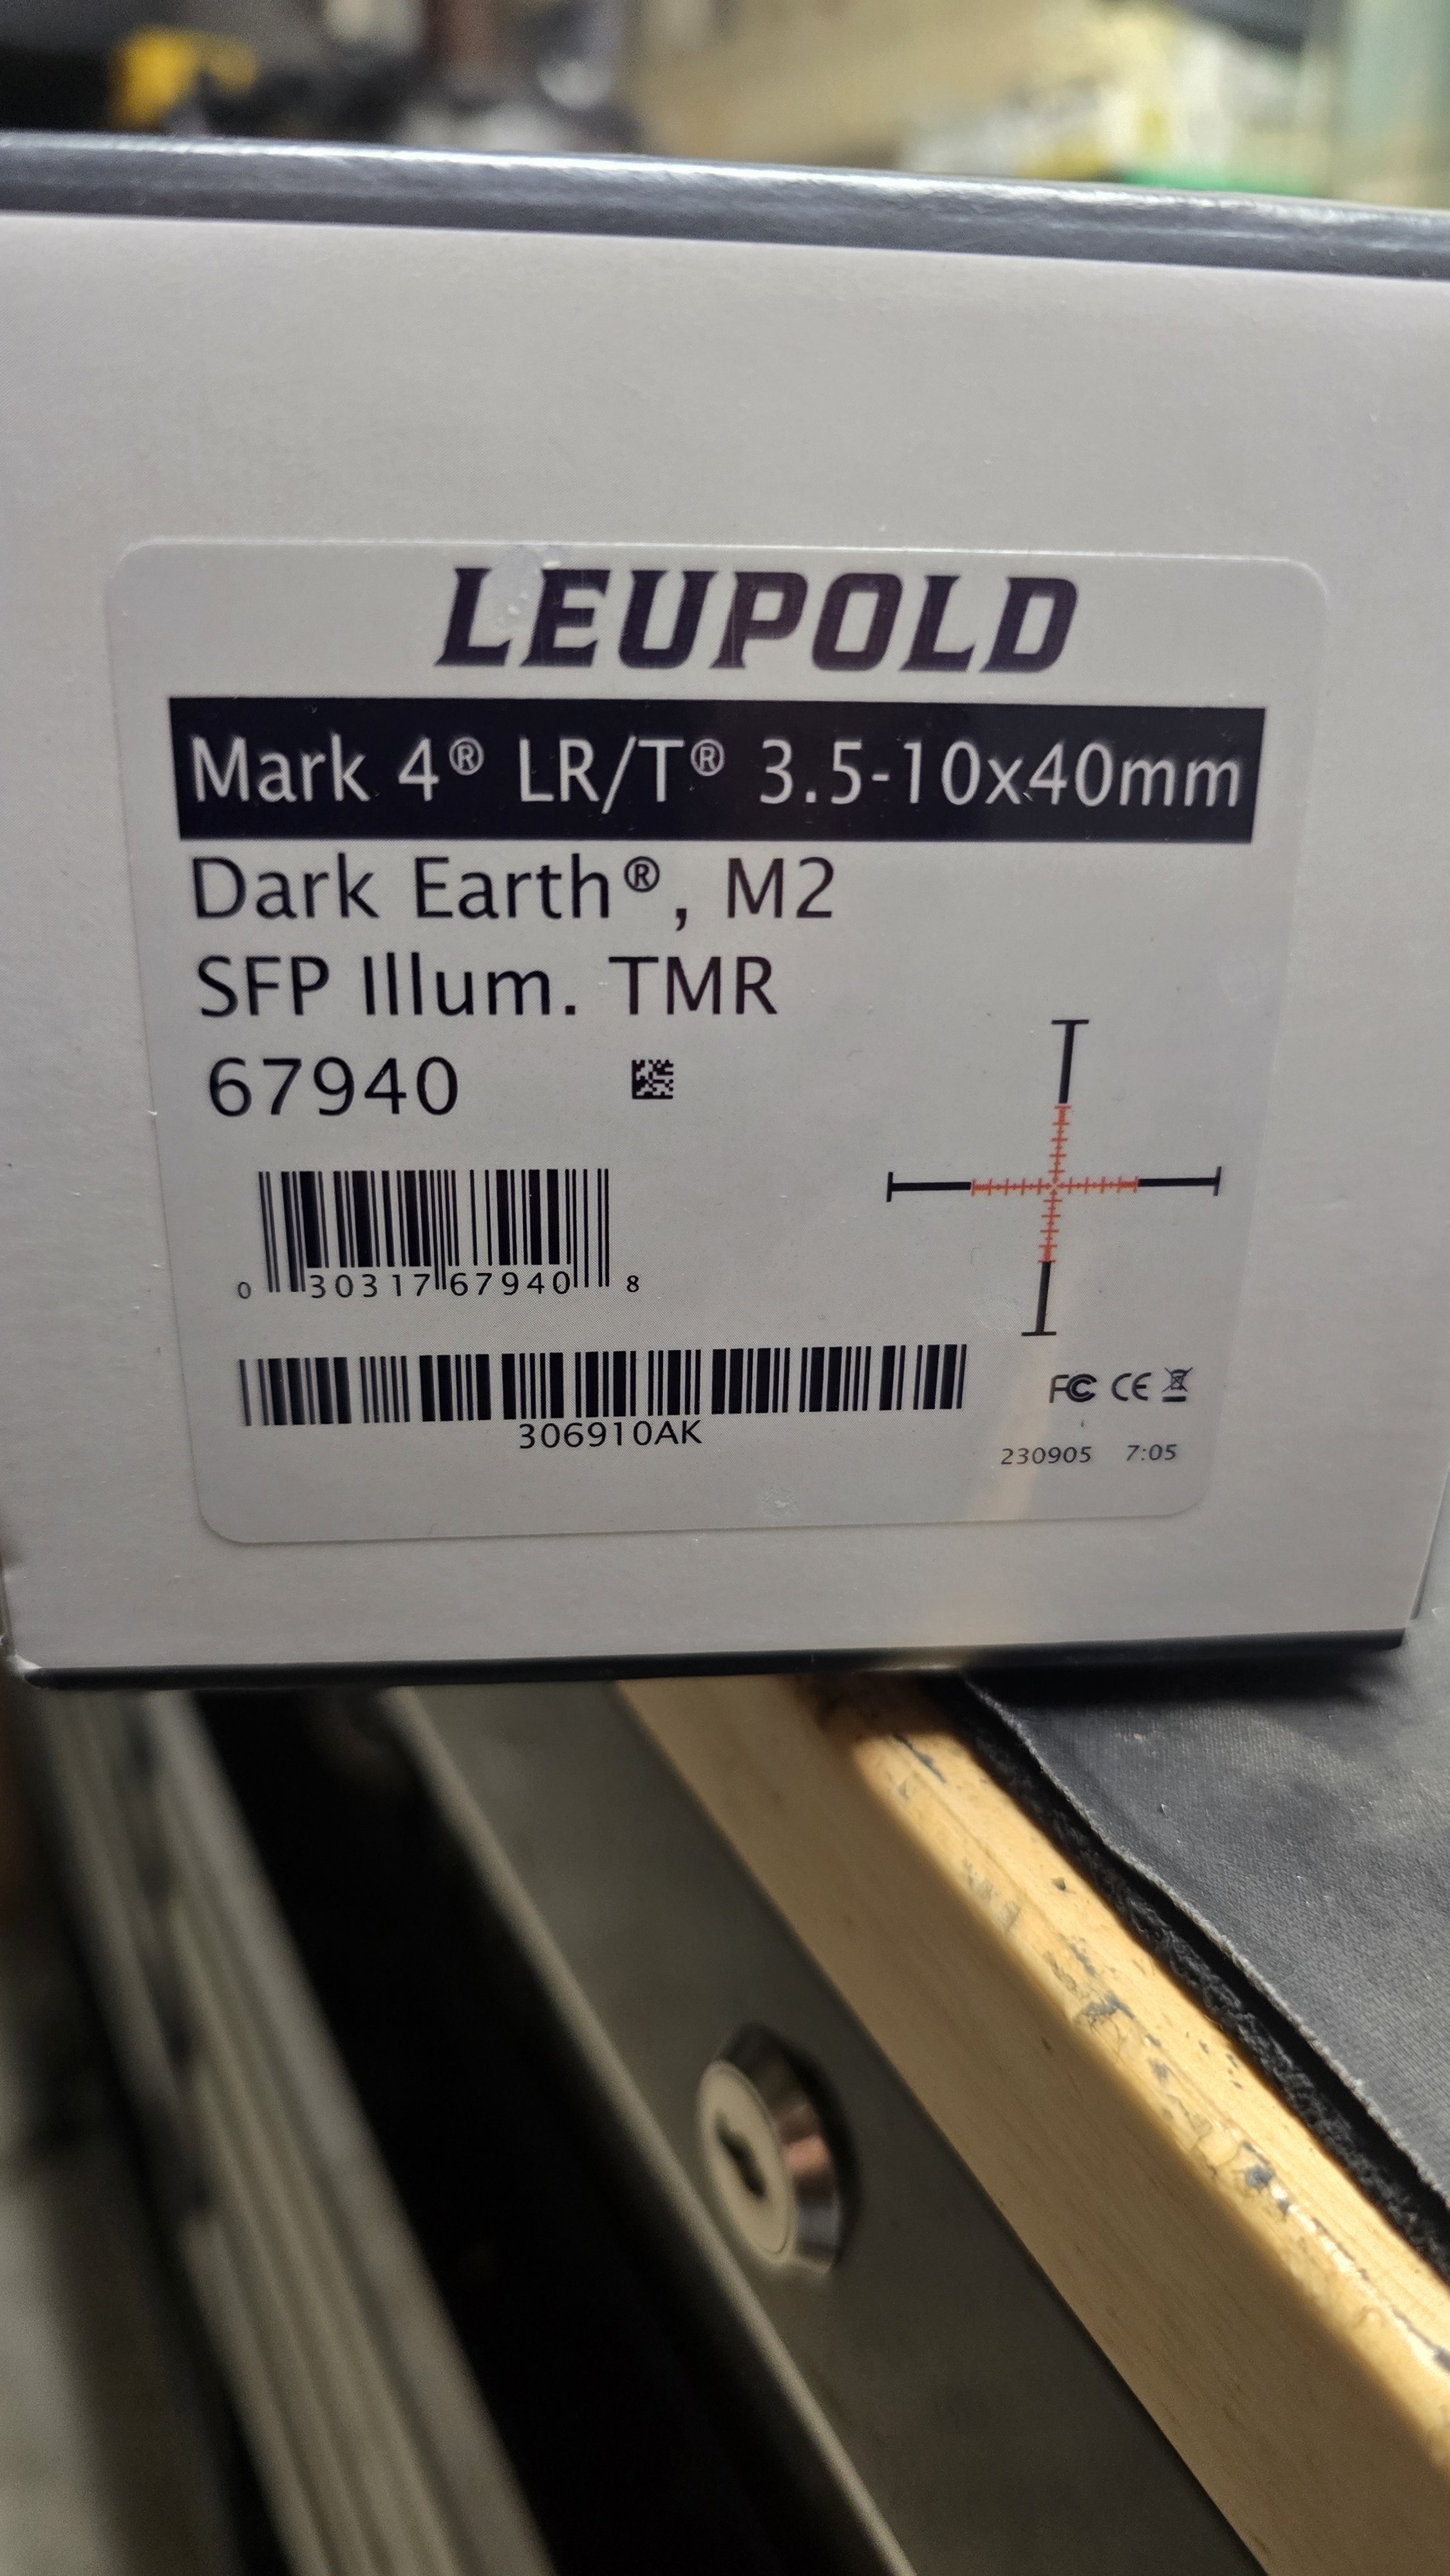 LEUPOLD
Mark 4® LR/T® 3.5-10x40mm
Dark Earth®, M2
SFP Illum. TMR
67940
0 30317 67940 8
306910AK
FC CE
230905 7:05